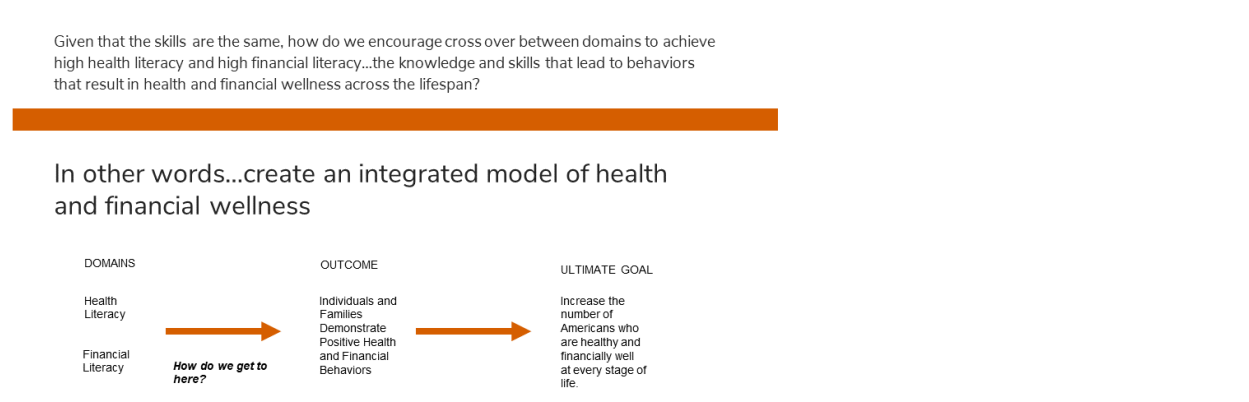 Given that the skills are the same, how do we encourage cross over between domains to achieve
high health literacy and high financial literacy...the knowledge and skills that lead to behaviors
that result in health and financial wellness across the lifespan?
In other words...create an integrated model of health
and financial wellness
DOMAINS
Health
Literacy
Financial
Literacy
How do we get to
here?
OUTCOME
Individuals and
Families
Demonstrate
Positive Health
and Financial
Behaviors
ULTIMATE GOAL
Increase the
number of
Americans who
are healthy and
financially well
at every stage of
life.